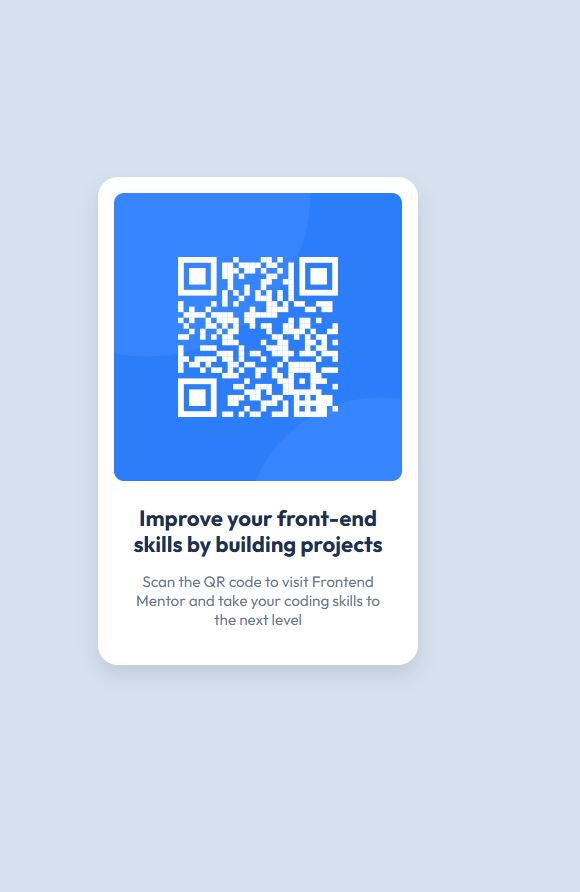 Improve your front-end
skills by building projects
Scan the QR code to visit Frontend
Mentor and take your coding skills to
the next level